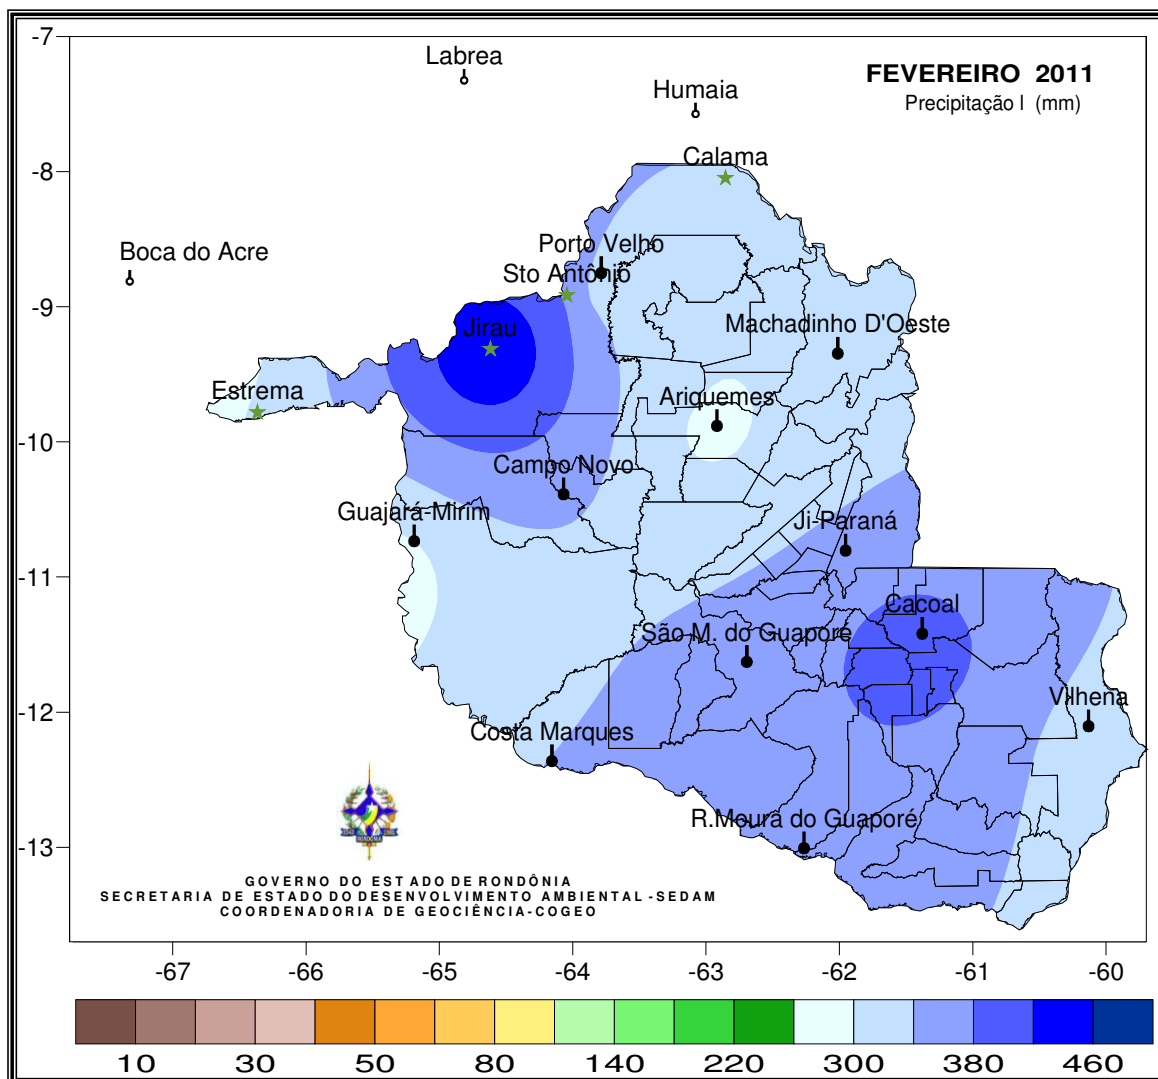 -7
Labrea
FEVEREIRO 2011
Humaia
Precipitação I (mm)
Calama
-8
Boca do Acre
Porto Velho
Sto Antônio
-9
Jirau
Machadinho D'Oeste
Estrema
Ariquemes
-10
Campo Novo
Guajará-Mirim
Ji-Paraná
-11
Cacoal
São M. do Guaporé
Vilhena
-12
Costa Marques
R.Moura do Guaporé
-13
GOVERNO DO ESTADO DE RONDÔNIA
SECRETARIA DE ESTADO DO DESENVOLVIMENTO AMBIENTAL -SEDAM
COORDENADORIA DE GEOCIÊNCIA-COGEO
-67 -66 -65 -64 -63 -62 -61 -60
10 30 50 80 140 220 300 380 460